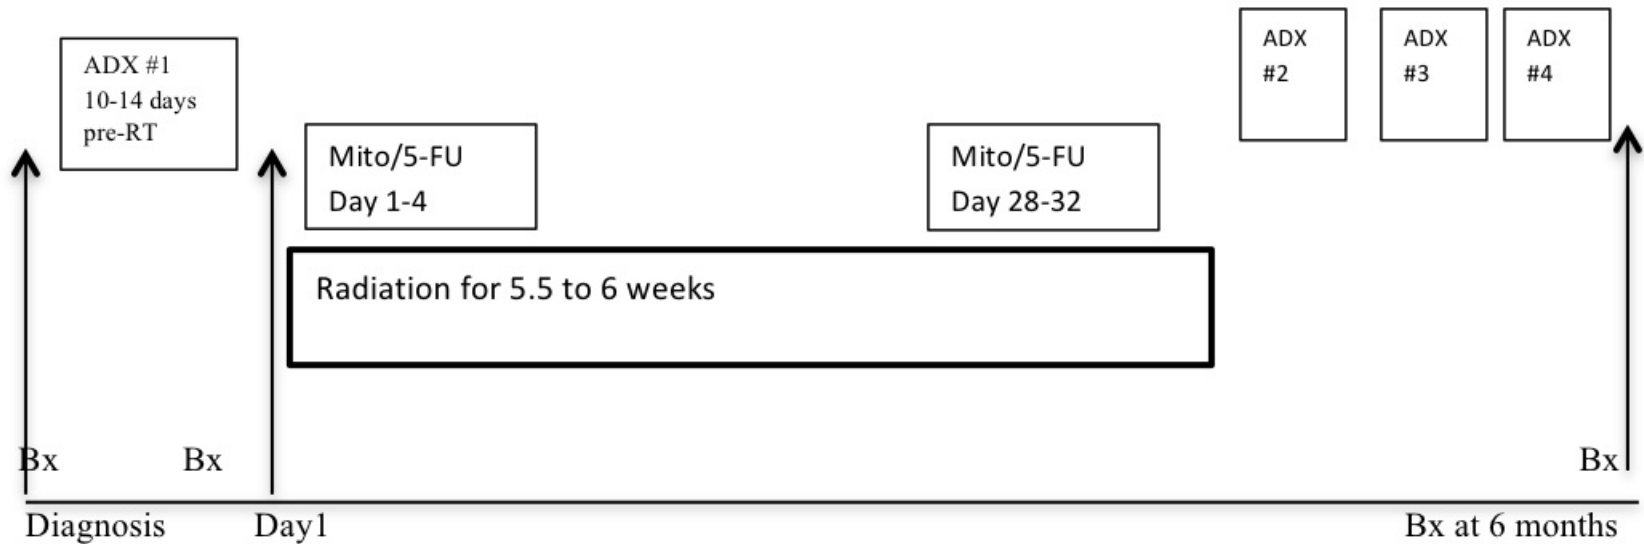 ADX #1
10-14 days
pre-RT
Mito/5-FU
Day 1-4
Mito/5-FU
Day 28-32
ADX
#2
ADX
#3
ADX
#4
Radiation for 5.5 to 6 weeks
Bx
Bx
Bx
Diagnosis
Day1
Bx at 6 months